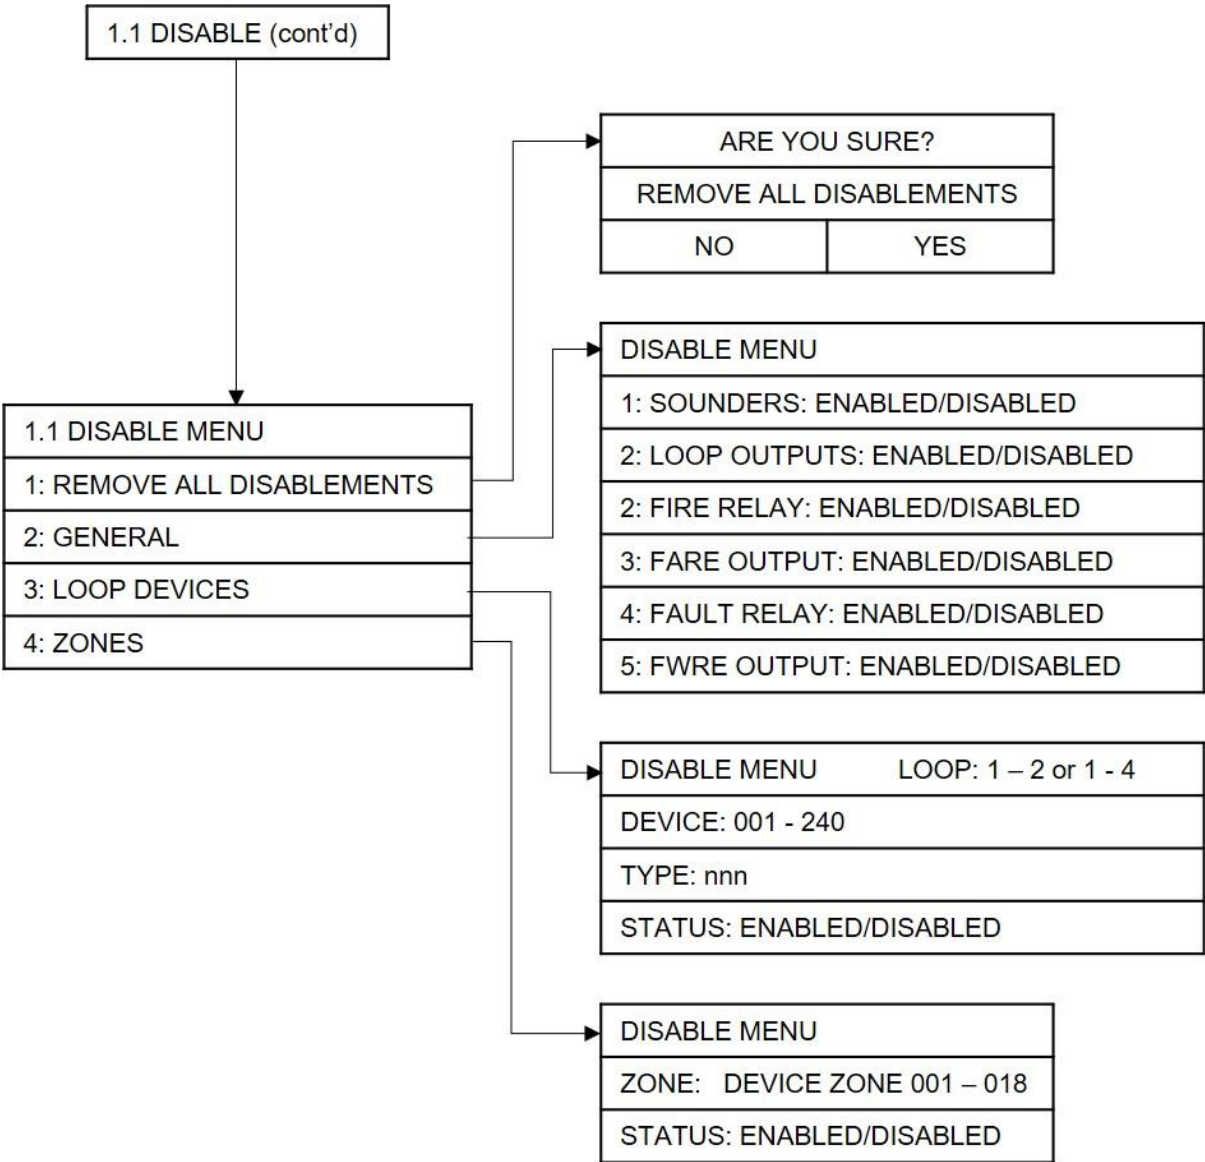 1.1 DISABLE (cont’d)
ARE YOU SURE?
REMOVE ALL DISABLEMENTS
NO YES
1.1 DISABLE MENU
1: REMOVE ALL DISABLEMENTS
2: GENERAL
3: LOOP DEVICES
4: ZONES
DISABLE MENU
1: SOUNDERS: ENABLED/DISABLED
2: LOOP OUTPUTS: ENABLED/DISABLED
2: FIRE RELAY: ENABLED/DISABLED
3: FARE OUTPUT: ENABLED/DISABLED
4: FAULT RELAY: ENABLED/DISABLED
5: FWRE OUTPUT: ENABLED/DISABLED
DISABLE MENU LOOP: 1 – 2 or 1 - 4
DEVICE: 001 - 240
TYPE: nnn
STATUS: ENABLED/DISABLED
DISABLE MENU
ZONE: DEVICE ZONE 001 – 018
STATUS: ENABLED/DISABLED